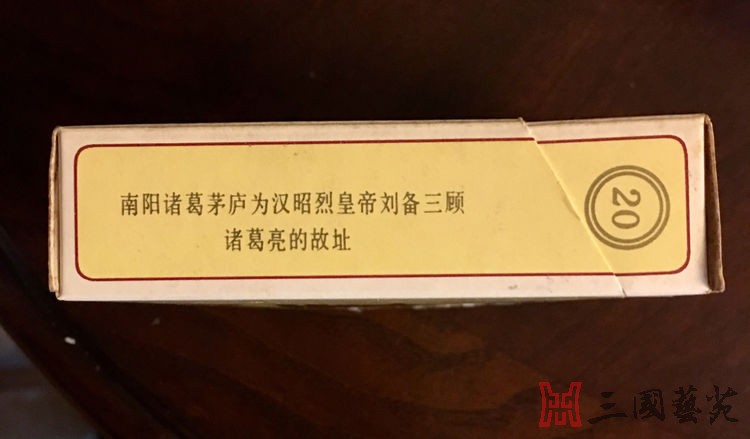 南阳诸葛茅庐为汉昭烈皇帝刘备三顾
诸葛亮的故址
20
三國藝苑